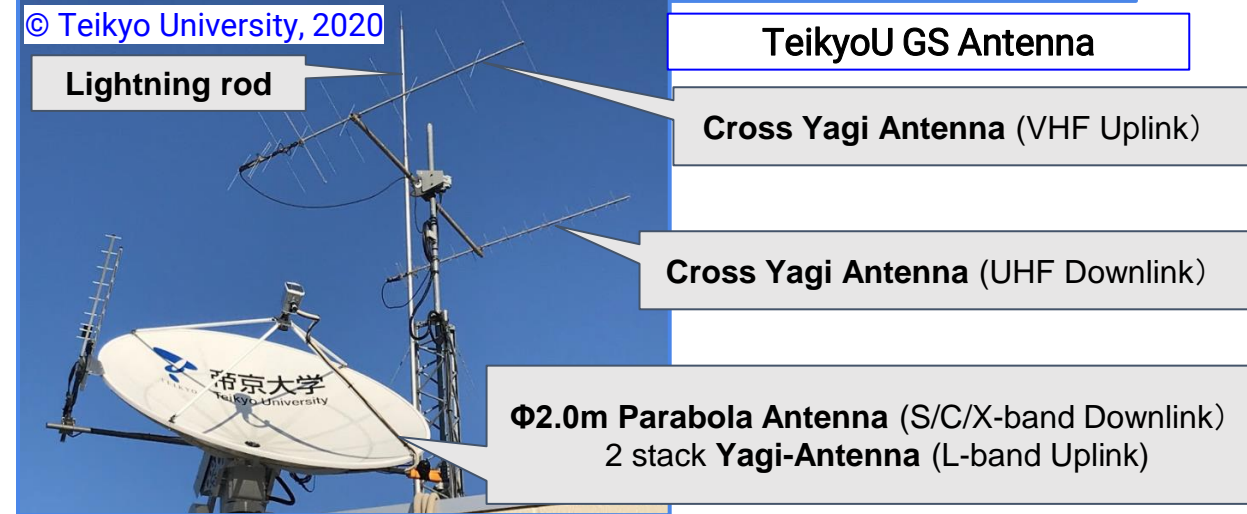 © Teikyo University, 2020
TeikyoU GS Antenna
Lightning rod
Cross Yagi Antenna (VHF Uplink）
Cross Yagi Antenna (UHF Downlink）
Φ2.0m Parabola Antenna (S/C/X-band Downlink）
2 stack Yagi-Antenna (L-band Uplink)
TEIKYO
帝京大学
Teikyo University